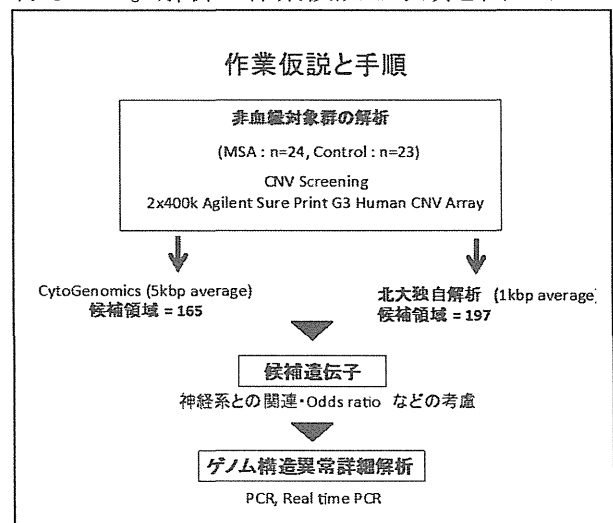 作業仮説と手順
非血縁対象群の解析
(MSA : n=24, Control : n=23)
CNV Screening
2x400k Agilent Sure Print G3 Human CNV Array
CytoGenomics (5kbp average)
候補領域 = 165
北大独自解析 (1kbp average)
候補領域 = 197
候補遺伝子
神経系との関連・Odds ratio などの考慮
ゲノム構造異常詳細解析
PCR, Real time PCR